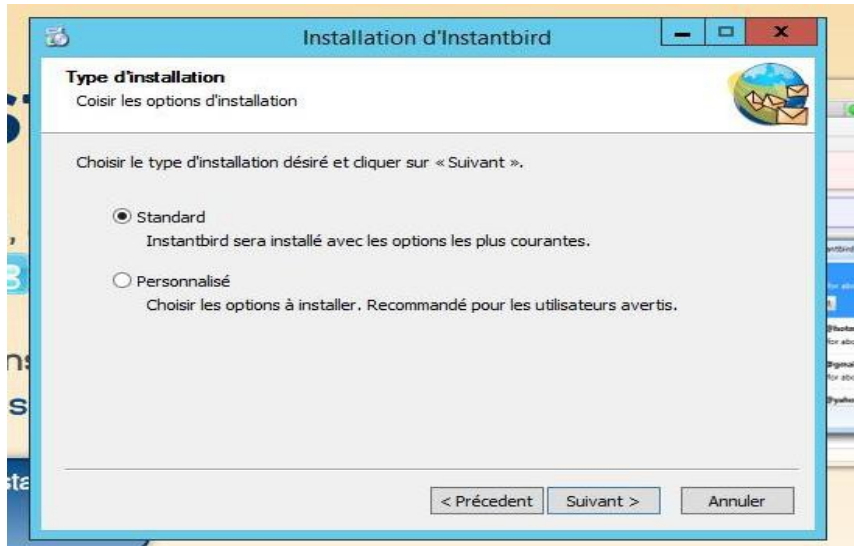 Installation d'Instantbird
Type d'installation
Coisir les options d'installation
Choisir le type d'installation désiré et cliquer sur « Suivant ».
Standard
Instantbird sera installé avec les options les plus courantes.
Personnalisé
Choisir les options à installer. Recommandé pour les utilisateurs avertis.
< Précedent
Suivant >
Annuler